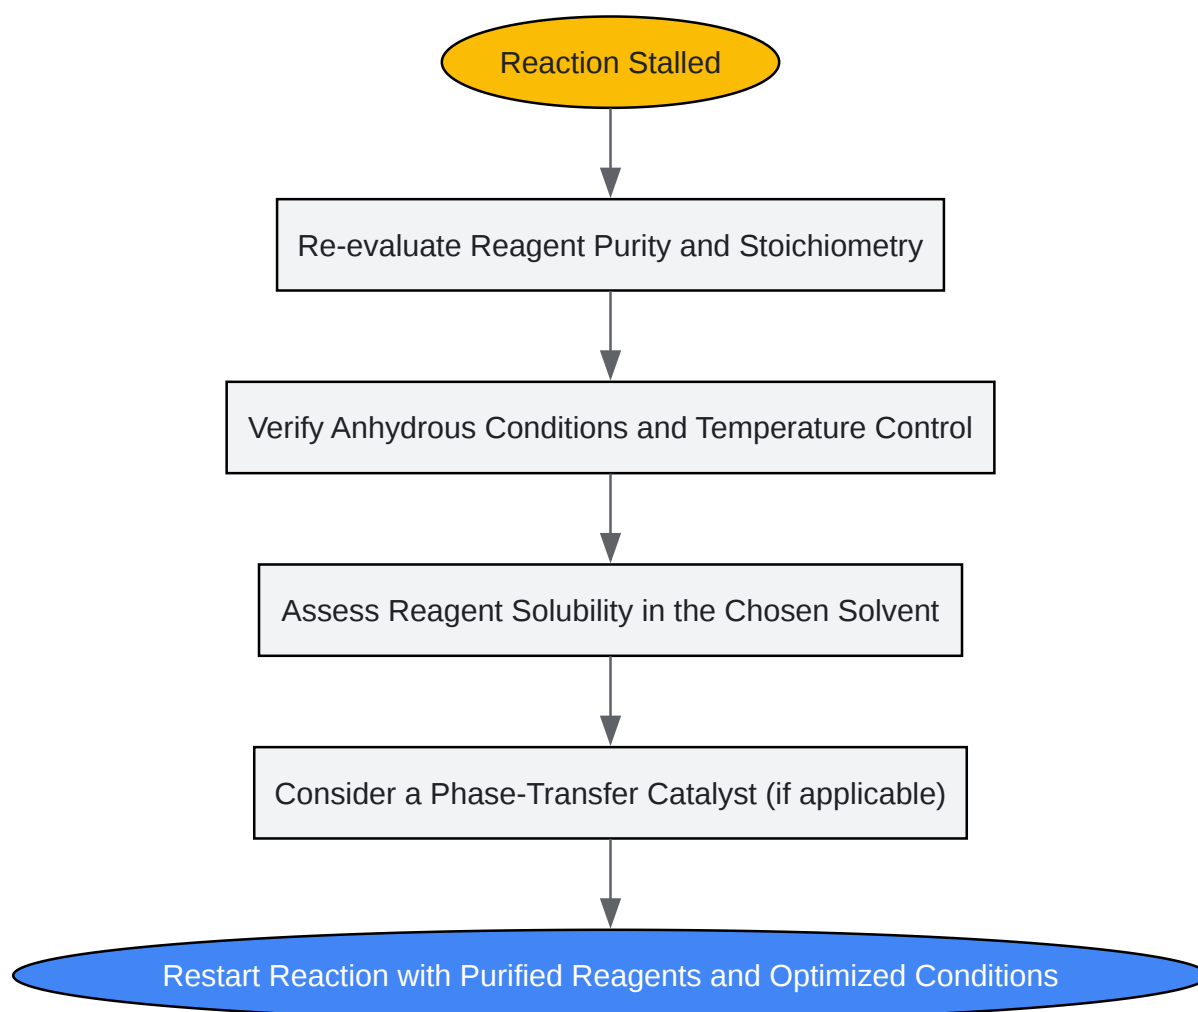 Reaction Stalled
Re-evaluate Reagent Purity and Stoichiometry
Verify Anhydrous Conditions and Temperature Control
Assess Reagent Solubility in the Chosen Solvent
Consider a Phase-Transfer Catalyst (if applicable)
Restart Reaction with Purified Reagents and Optimized Conditions